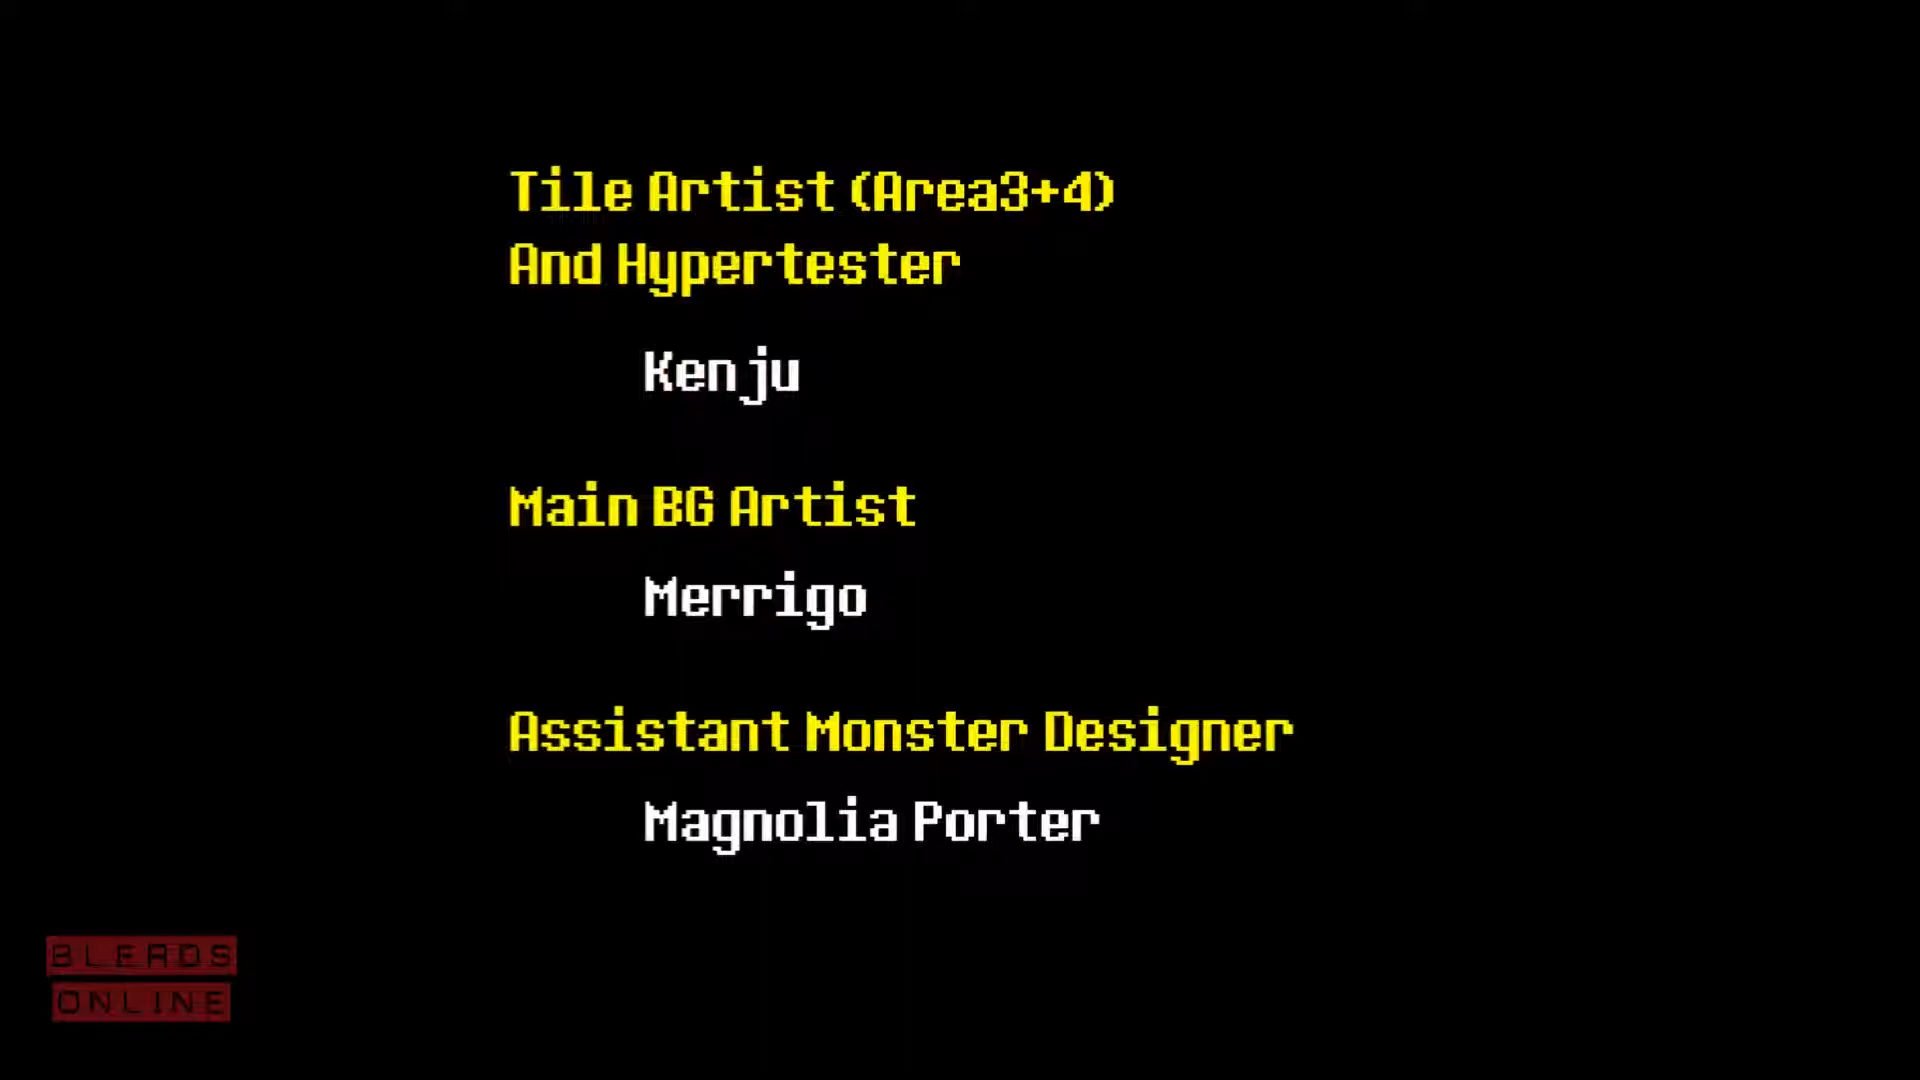 Tile Artist (Area3+4)
And Hypertester
Kenju
Main BG Artist
Merrigo
Assistant Monster Designer
Magnolia Porter
BLEADS
ONLINE